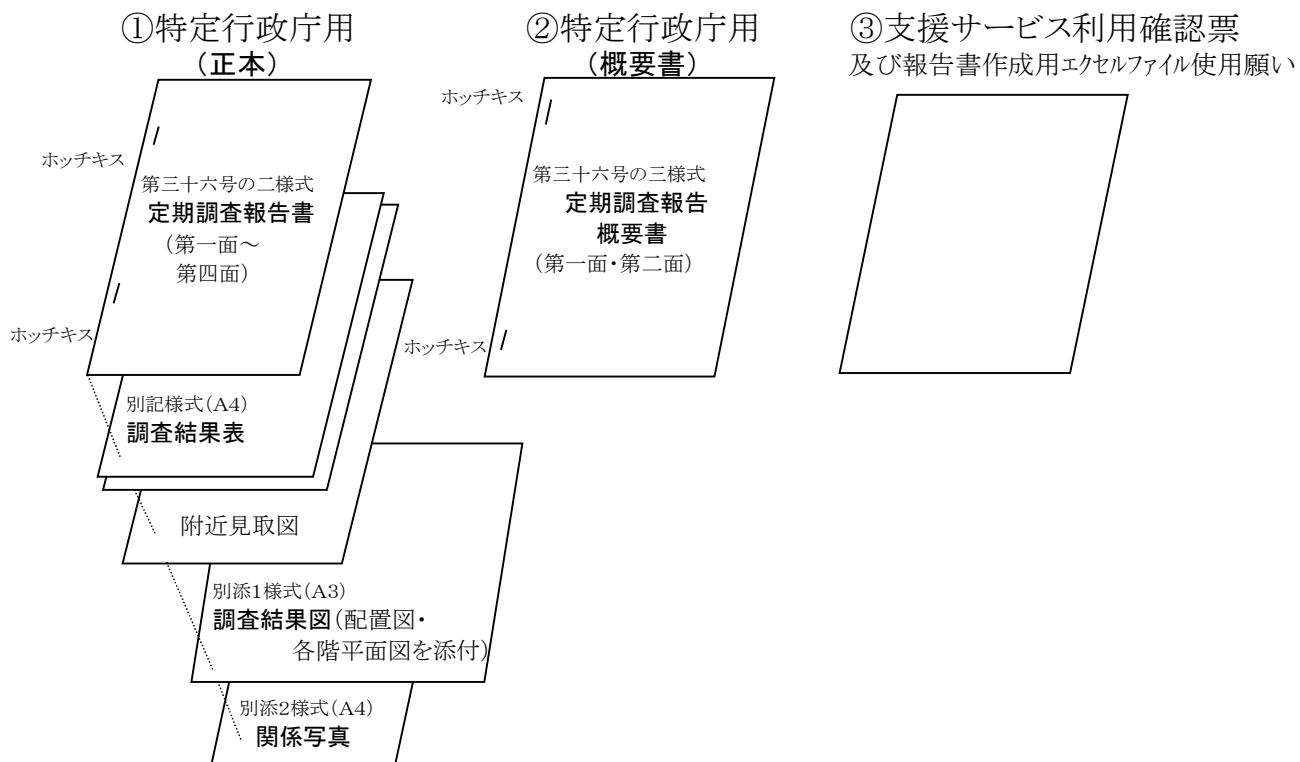 ①特定行政庁用
(正本)
ホッチキス
第三十六号の二様式
定期調査報告書
(第一面～
第四面)
ホッチキス
別記様式(A4)
調査結果表
附近見取図
別添1様式(A3)
調査結果図(配置図・
各階平面図を添付)
別添2様式(A4)
関係写真
②特定行政庁用
(概要書)
ホッチキス
第三十六号の三様式
定期調査報告
概要書
(第一面・第二面)
ホッチキス
③支援サービス利用確認票
及び報告書作成用エクセルファイル使用願い